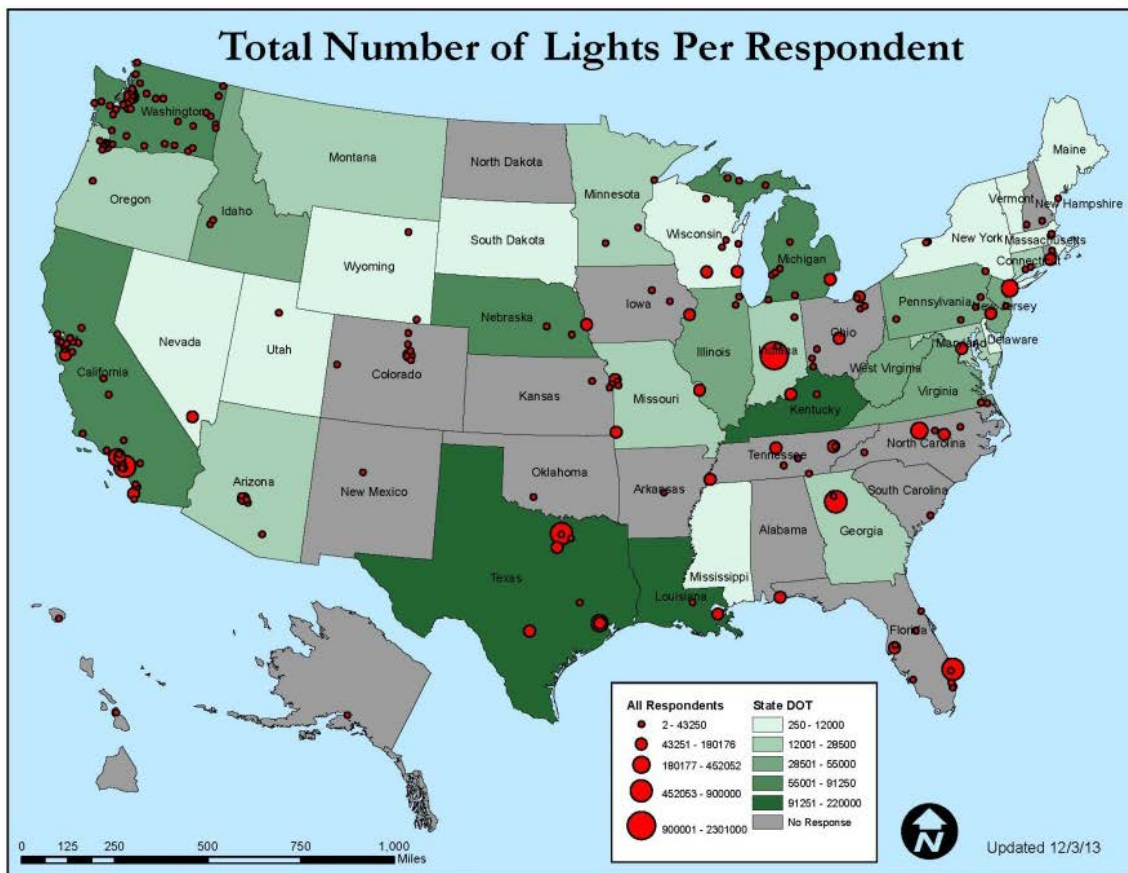 Total Number of Lights Per Respondent
Washington
Montana
North Dakota
Minnesota
Maine
Oregon
Idaho
Vermont
New Hampshire
Wisconsin
South Dakota
New York
Massachusetts
Michigan
Connecticut
Wyoming
Iowa
Pennsylvania
New Jersey
Nebraska
Nevada
Utah
Illinois
Indiana
Ohio
Maryland
Delaware
California
Colorado
Kansas
Missouri
West Virginia
Virginia
Kentucky
North Carolina
Tennessee
Oklahoma
Arizona
New Mexico
Arkansas
South Carolina
Alabama
Georgia
Mississippi
Texas
Louisiana
Florida
All Respondents
2 - 43250
43251 - 180176
180177 - 452052
452053 - 900000
900001 - 2301000
State DOT
250 - 12000
12001 - 28500
28501 - 55000
55001 - 91250
91251 - 220000
No Response
N
Updated 12/3/13
0 125 250 500 750 1,000
Miles